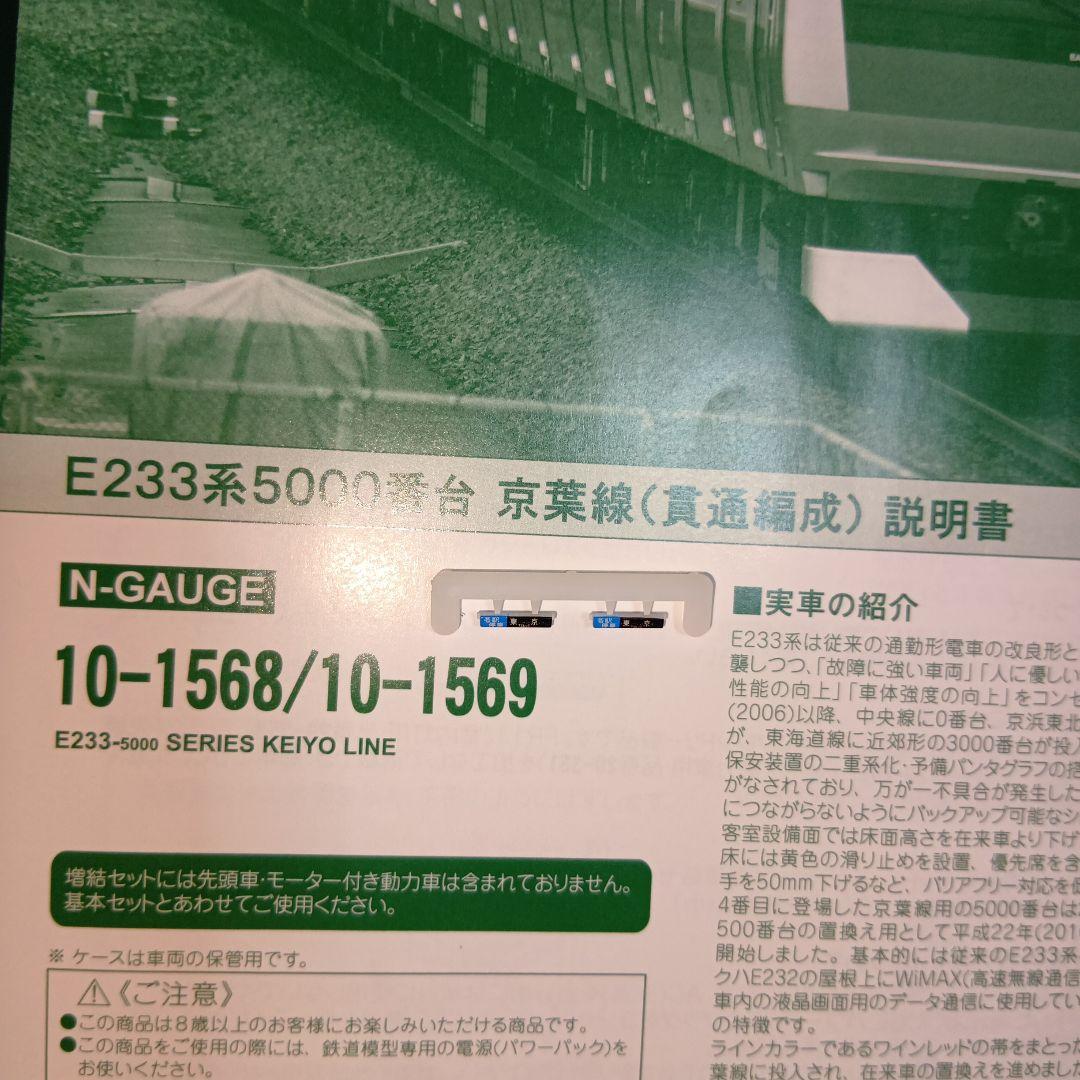 E233系5000番台 京葉線(貫通編成) 説明書
N-GAUGE
10-1568/10-1569
E233-5000 SERIES KEIYO LINE
各駅停車 東京
各駅停車 東京
増結セットには先頭車・モーター付き動力車は含まれておりません。
基本セットとあわせてご使用ください。
※ ケースは車両の保管用です。
⚠《ご注意》
●この商品は8歳以上のお客様にお楽しみいただける商品です。
●この商品をご使用の際には、鉄道模型専用の電源(パワーパック)を
お使いください。
■実車の紹介
E233系は従来の通勤形電車の改良形と
襲しつつ、「故障に強い車両」「人に優しい
性能の向上」「車体強度の向上」をコンセ
(2006)以降、中央線に0番台、京浜東北
が、東海道線に近郊形の3000番台が投入
保安装置の二重系化・予備パンタグラフの搭
がなされており、万が一不具合が発生した
につながらないようにバックアップ可能なシ
客室設備面では床面高さを在来車より下げ
床には黄色の滑り止めを設置、優先席を含
手を50mm下げるなど、バリアフリー対応を
4番目に登場した京葉線用の5000番台は
500番台の置換え用として平成22年(201
開始しました。基本的には従来のE233系
クハE232の屋根上にWiMAX(高速無線通信
車内の液晶画面用のデータ通信に使用してい
の特徴です。
ラインカラーであるワインレッドの帯をまとった
葉線に投入され、在来車の置換えを進めました